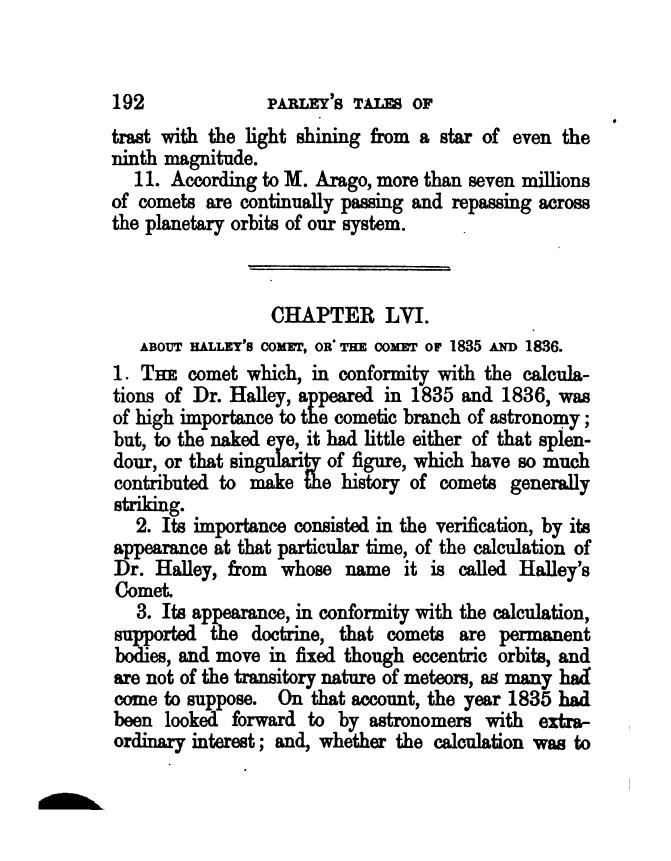 192 PARLEY'S TALES OF
trast with the light shining from a star of even the
ninth magnitude.
11. According to M. Arago, more than seven millions
of comets are continually passing and repassing across
the planetary orbits of our system.
CHAPTER LVI.
ABOUT HALLEY'S COMET, OR THE COMET OF 1835 AND 1836.
1. THE comet which, in conformity with the calcula-
tions of Dr. Halley, appeared in 1835 and 1836, was
of high importance to the cometic branch of astronomy;
but, to the naked eye, it had little either of that splen-
dour, or that singularity of figure, which have so much
contributed to make the history of comets generally
striking.
2. Its importance consisted in the verification, by its
appearance at that particular time, of the calculation of
Dr. Halley, from whose name it is called Halley's
Comet.
3. Its appearance, in conformity with the calculation,
supported the doctrine, that comets are permanent
bodies, and move in fixed though eccentric orbits, and
are not of the transitory nature of meteors, as many had
come to suppose. On that account, the year 1835 had
been looked forward to by astronomers with extra-
ordinary interest; and, whether the calculation was to